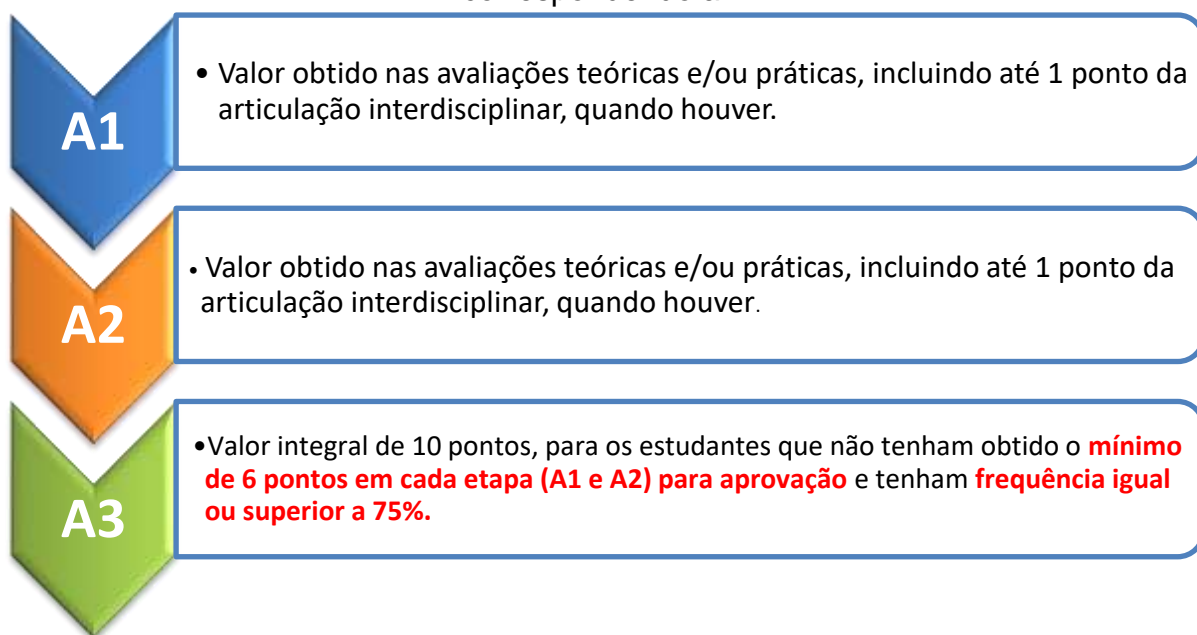 A1
• Valor obtido nas avaliações teóricas e/ou práticas, incluindo até 1 ponto da
articulação interdisciplinar, quando houver.
A2
• Valor obtido nas avaliações teóricas e/ou práticas, incluindo até 1 ponto da
articulação interdisciplinar, quando houver.
A3
•Valor integral de 10 pontos, para os estudantes que não tenham obtido o mínimo
de 6 pontos em cada etapa (A1 e A2) para aprovação e tenham frequência igual
ou superior a 75%.